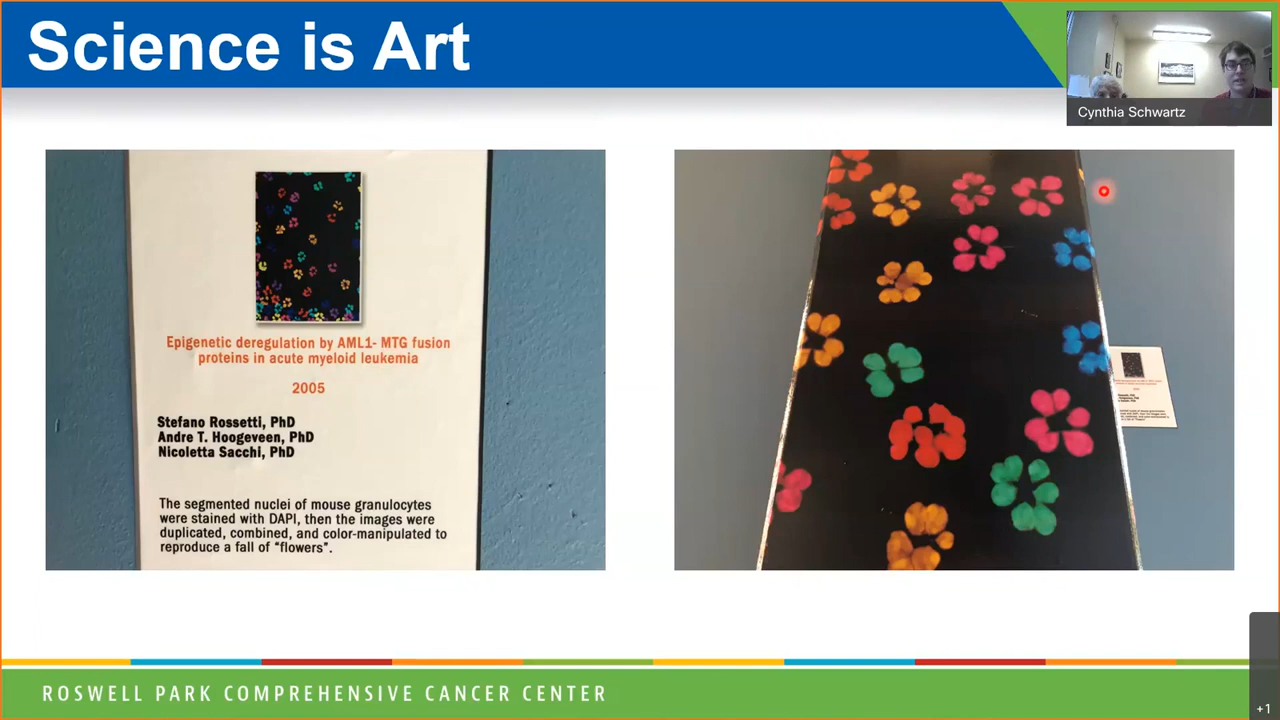 Science is Art
Cynthia Schwartz
Epigenetic deregulation by AML1- MTG fusion
proteins in acute myeloid leukemia
2005
Stefano Rossetti, PhD
Andre T. Hoogeveen, PhD
Nicoletta Sacchi, PhD
The segmented nuclei of mouse granulocytes
were stained with DAPI, then the images were
duplicated, combined, and color-manipulated to
reproduce a fall of “flowers”.
ROSWELL PARK COMPREHENSIVE CANCER CENTER
+1